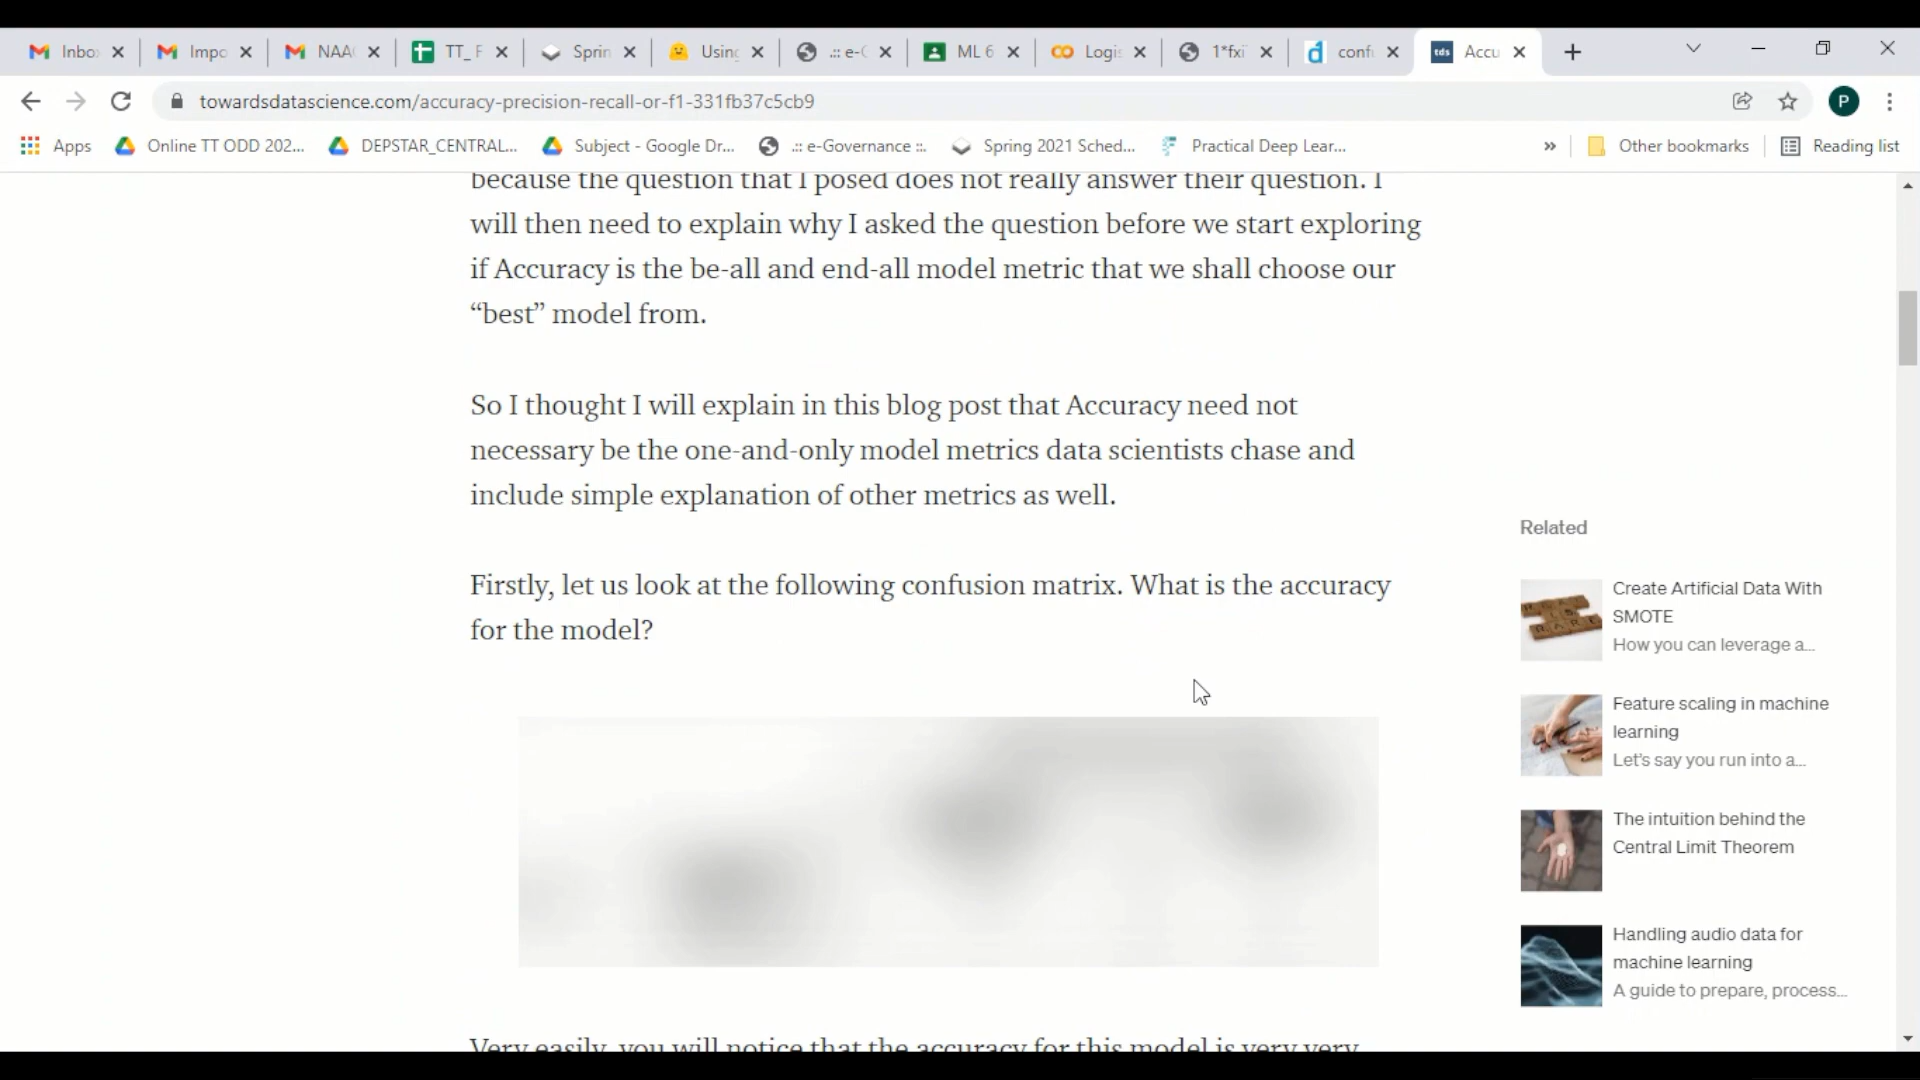 Inbo
Impo
NAA
TT_ F
Sprin
Using
.:: e-G
ML 6
Logis
1*fxi
confu
tds Accu
towardsdatascience.com/accuracy-precision-recall-or-f1-331fb37c5cb9
P
Apps
Online TT ODD 202...
DEPSTAR_CENTRAL...
Subject - Google Dr...
.:: e-Governance ::.
Spring 2021 Sched...
Practical Deep Lear...
»
Other bookmarks
Reading list
because the question that I posed does not really answer their question. I
will then need to explain why I asked the question before we start exploring
if Accuracy is the be-all and end-all model metric that we shall choose our
“best” model from.
So I thought I will explain in this blog post that Accuracy need not
necessary be the one-and-only model metrics data scientists chase and
include simple explanation of other metrics as well.
Firstly, let us look at the following confusion matrix. What is the accuracy
for the model?
Very easily, you will notice that the accuracy for this model is very very
Related
Create Artificial Data With
SMOTE
How you can leverage a...
Feature scaling in machine
learning
Let's say you run into a...
The intuition behind the
Central Limit Theorem
Handling audio data for
machine learning
A guide to prepare, process...